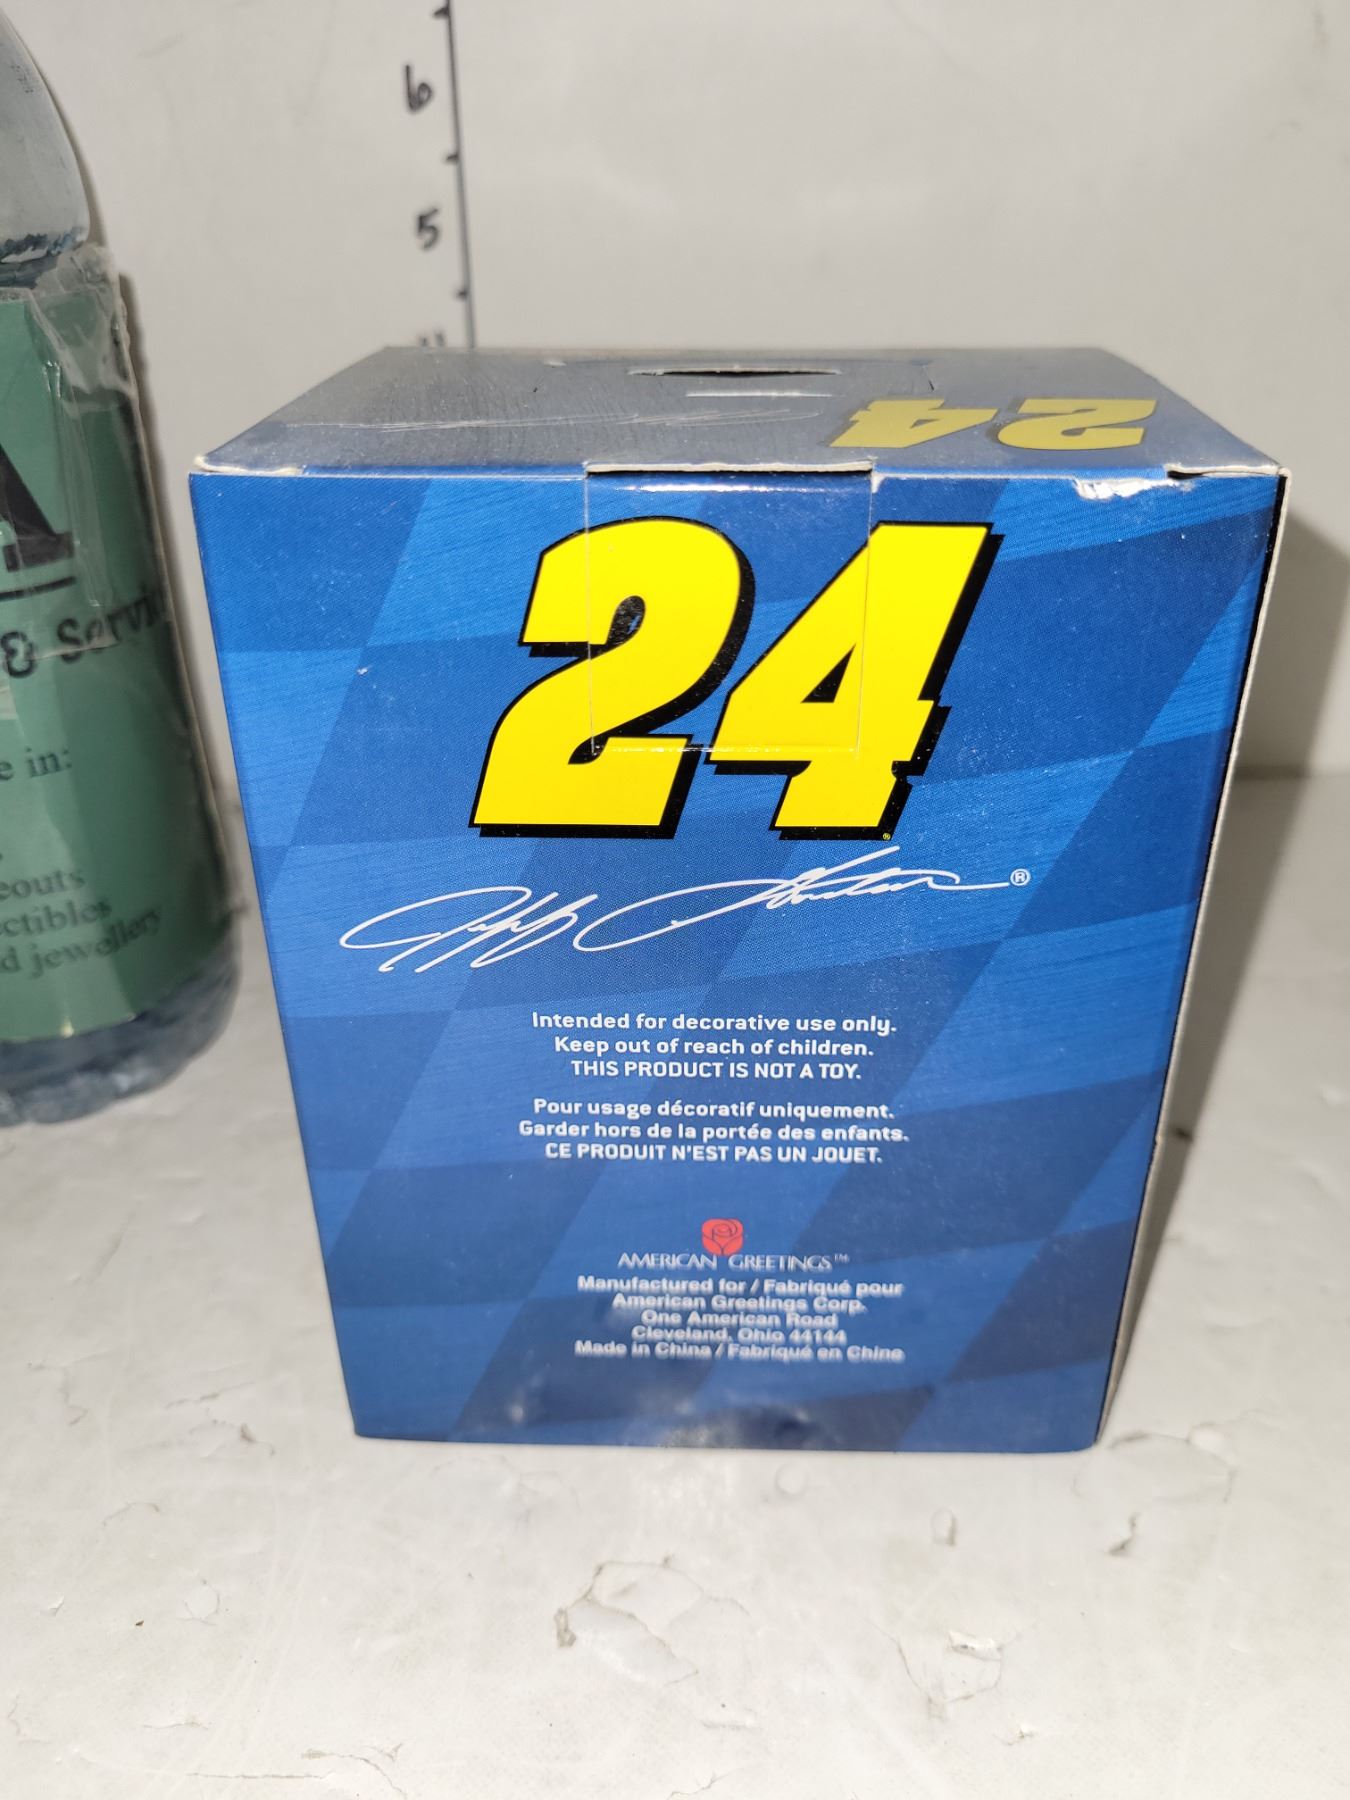 6
5
24
24
Jeff Gordon®
Intended for decorative use only.
Keep out of reach of children.
THIS PRODUCT IS NOT A TOY.
Pour usage décoratif uniquement.
Garder hors de la portée des enfants.
CE PRODUIT N'EST PAS UN JOUET.
AMERICAN GREETINGS™
Manufactured for / Fabriqué pour
American Greetings Corp.
One American Road
Cleveland, Ohio 44144
Made in China / Fabriqué en Chine
A
&
e in:
d jewellery